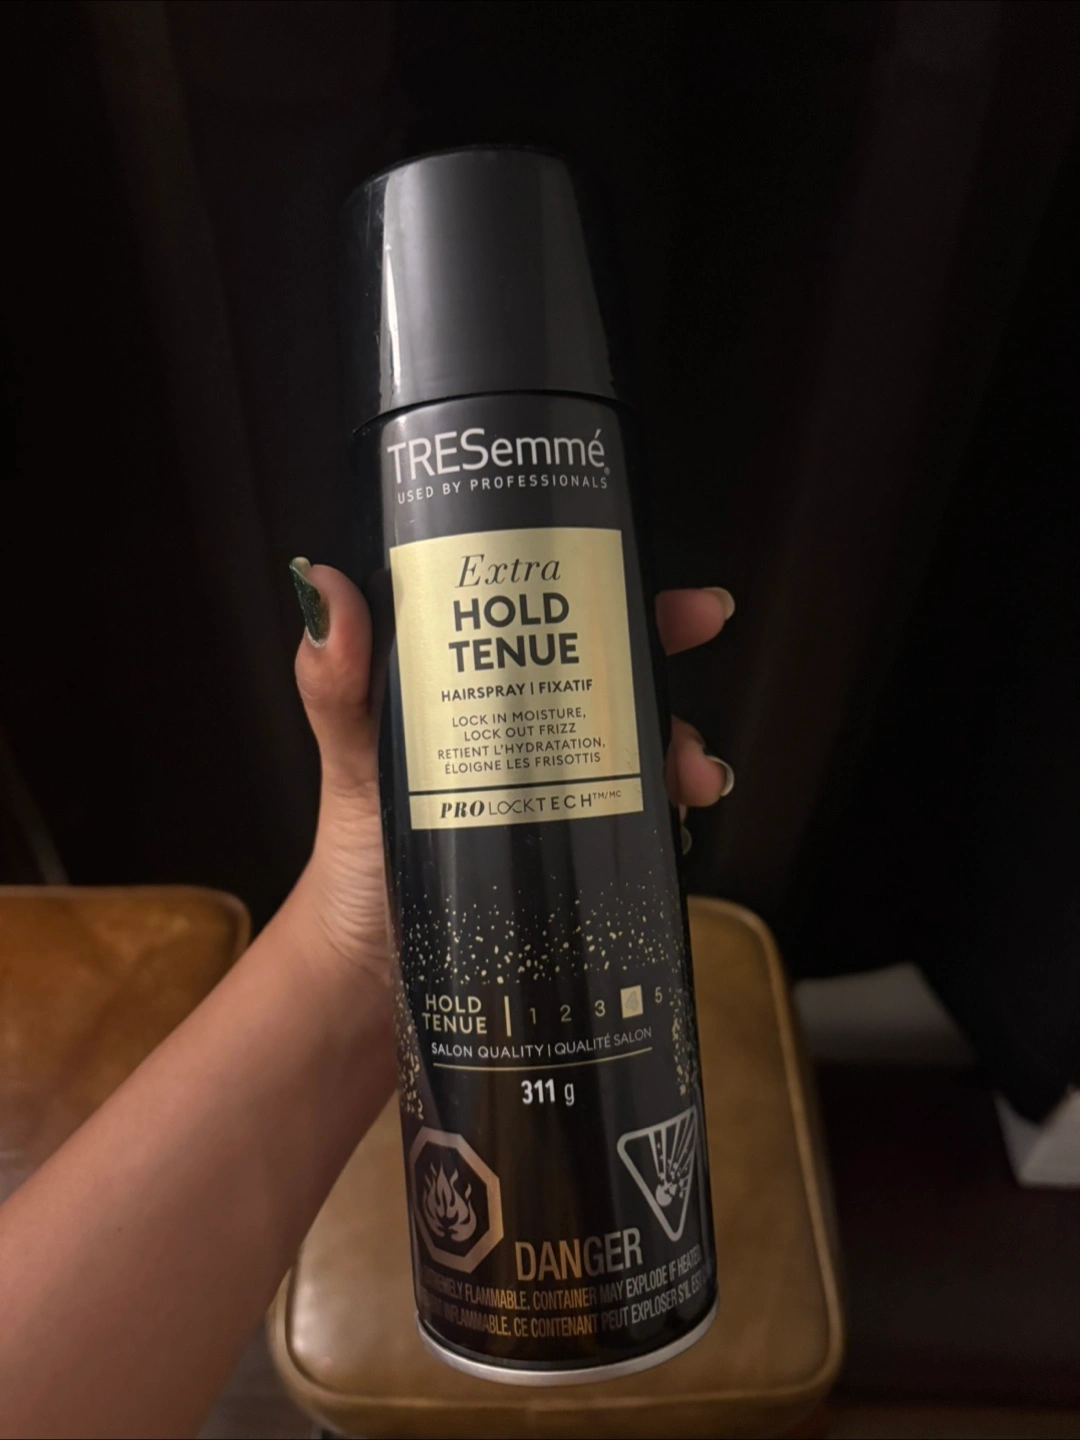 TRESemmé®
USED BY PROFESSIONALS
Extra
HOLD
TENUE
HAIRSPRAY | FIXATIF
LOCK IN MOISTURE,
LOCK OUT FRIZZ
RETIENT L'HYDRATATION,
ÉLOIGNE LES FRISOTTIS
PRO LOCKTECH™/MC
HOLD
TENUE | 1 2 3 4 5
SALON QUALITY | QUALITÉ SALON
311 g
DANGER
FLAMMABLE. CONTAINER MAY EXPLODE IF HEATED.
INFLAMMABLE. CE CONTENANT PEUT EXPLOSER S'IL EST